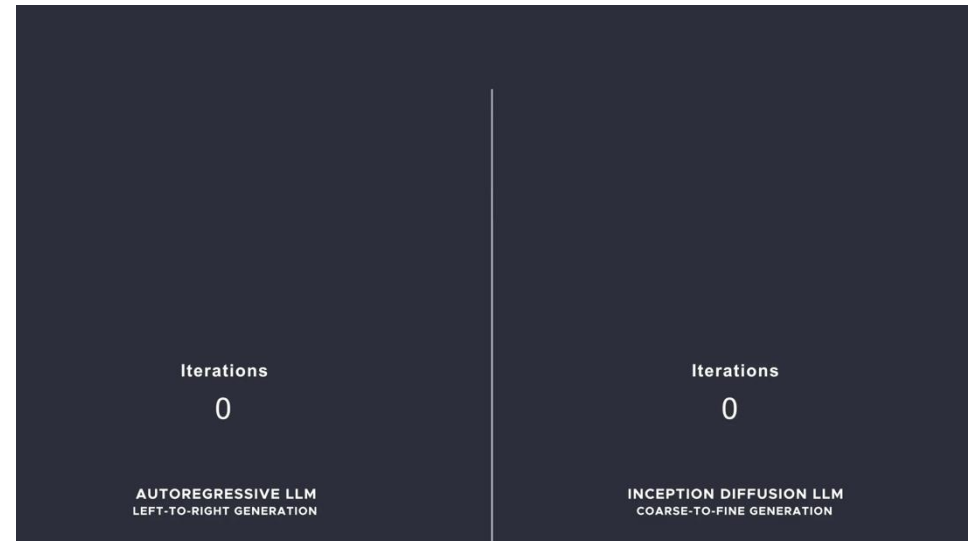 Iterations
0
AUTOREGRESSIVE LLM
LEFT-TO-RIGHT GENERATION
Iterations
0
INCEPTION DIFFUSION LLM
COARSE-TO-FINE GENERATION